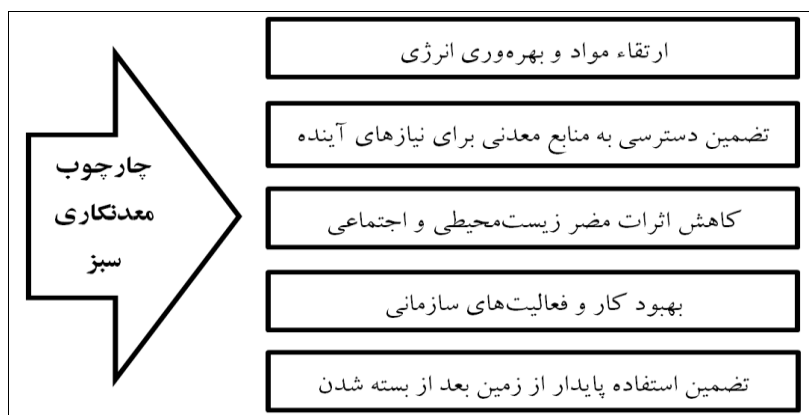 چارچوب
معدنکاری
سبز
ارتقاء مواد و بهره‌وری انرژی
تضمین دسترسی به منابع معدنی برای نیازهای آینده
کاهش اثرات مضر زیست‌محیطی و اجتماعی
بهبود کار و فعالیت‌های سازمانی
تضمین استفاده پایدار از زمین بعد از بسته شدن